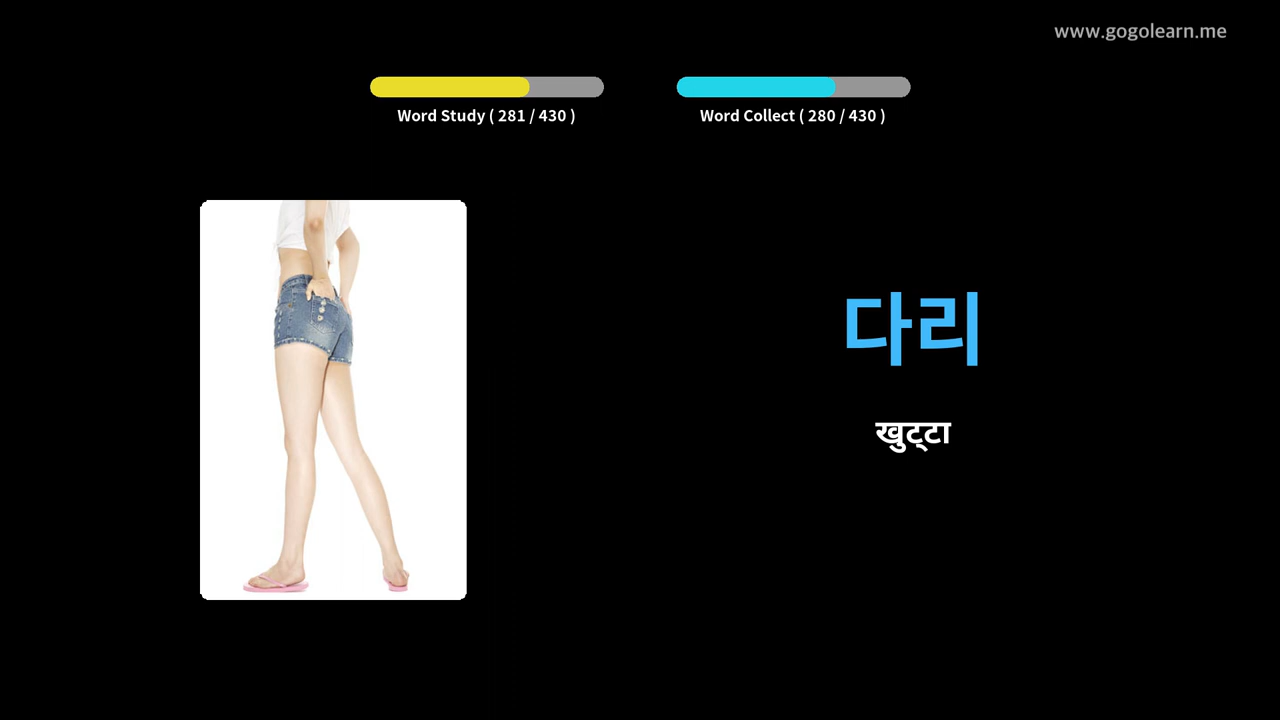 www.gogolearn.me
Word Study ( 281 / 430 )
Word Collect ( 280 / 430 )
다리
खुट्टा